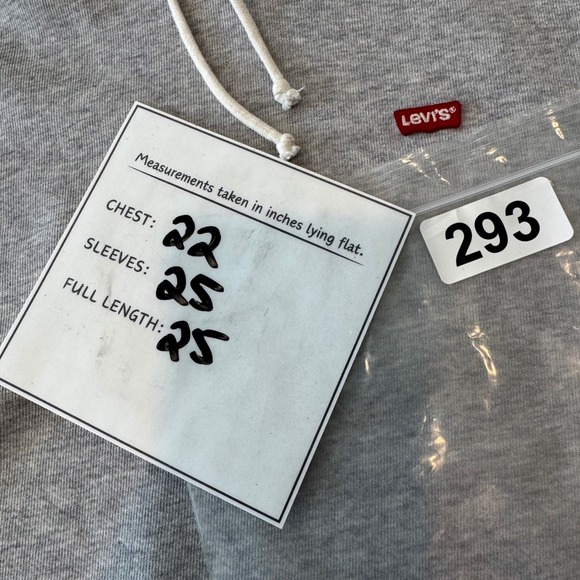 Levi's®
293
Measurements taken in inches lying flat.
CHEST: 22
SLEEVES: 25
FULL LENGTH: 25